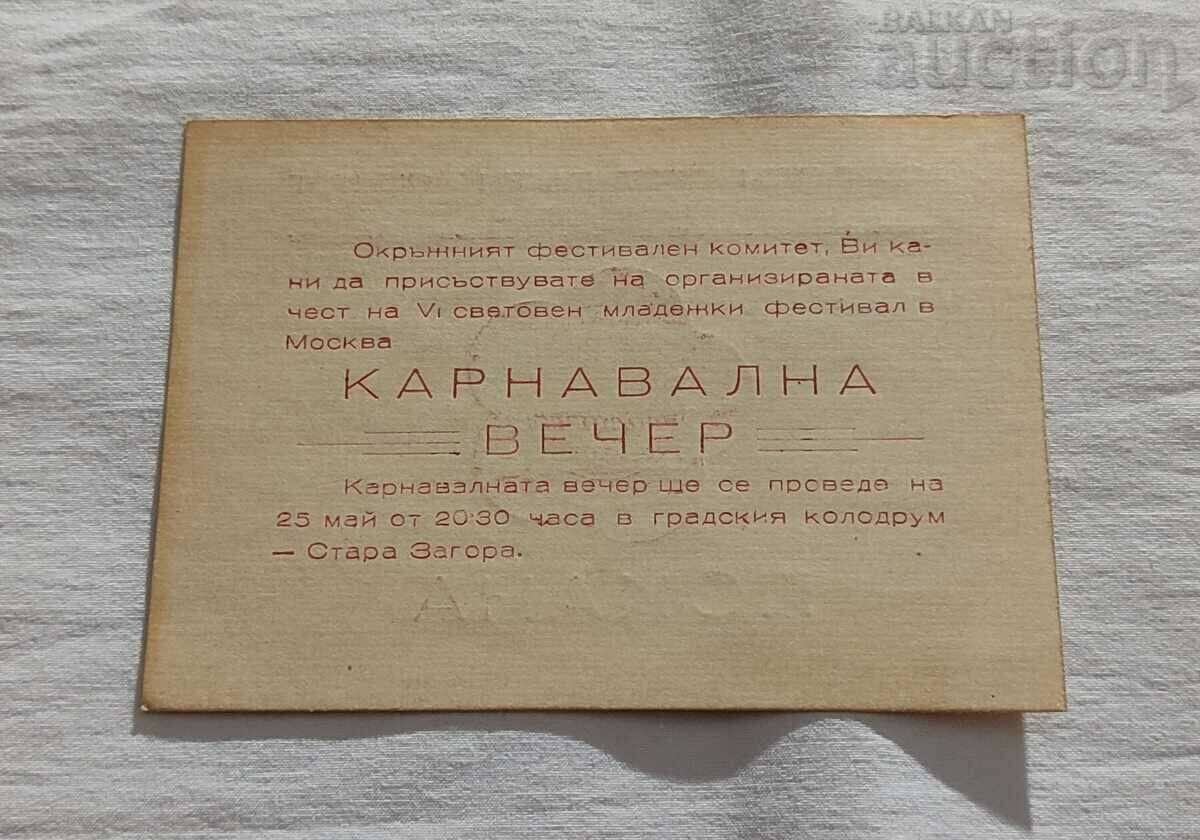 BALKAN
auction
Окръжният фестивален комитет, Ви ка-
ни да присъствувате на организираната в
чест на VI световен младежки фестивал в
Москва
КАРНАВАЛНА
ВЕЧЕР
Карнавалната вечер ще се проведе на
25 май от 20·30 часа в градския колодрум
— Стара Загора.